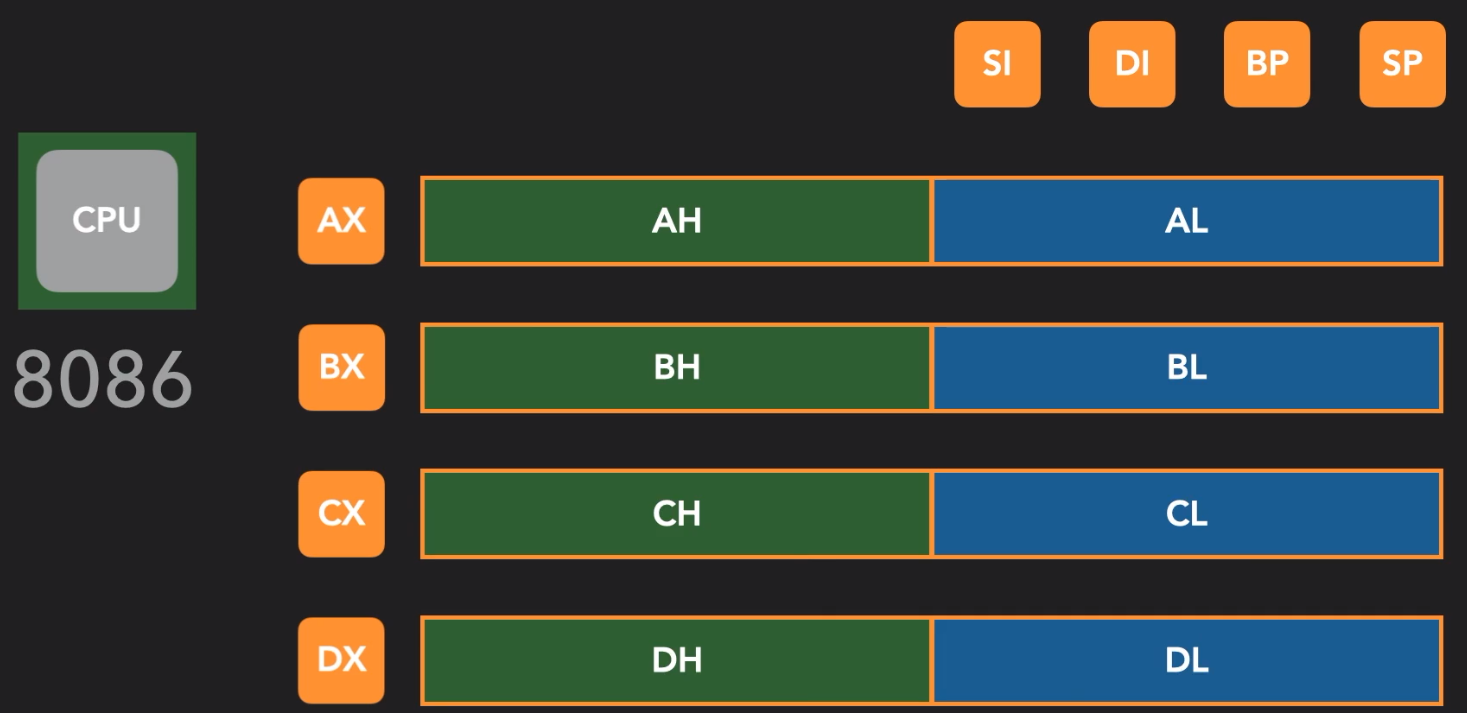 SI DI BP SP
CPU
8086
AX AH AL
BX BH BL
CX CH CL
DX DH DL